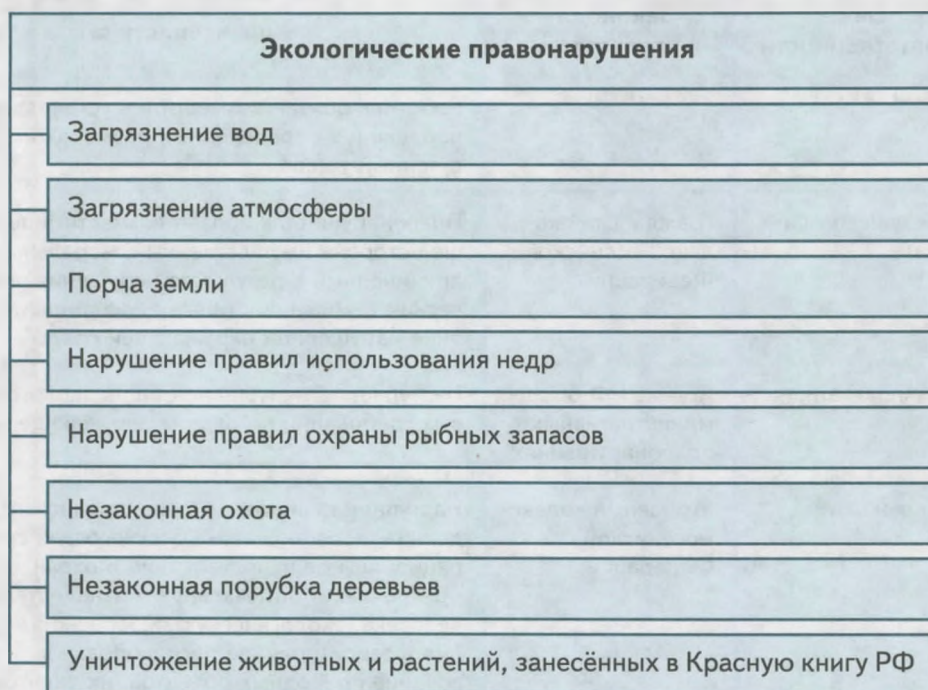 Экологические правонарушения
Загрязнение вод
Загрязнение атмосферы
Порча земли
Нарушение правил использования недр
Нарушение правил охраны рыбных запасов
Незаконная охота
Незаконная порубка деревьев
Уничтожение животных и растений, занесённых в Красную книгу РФ